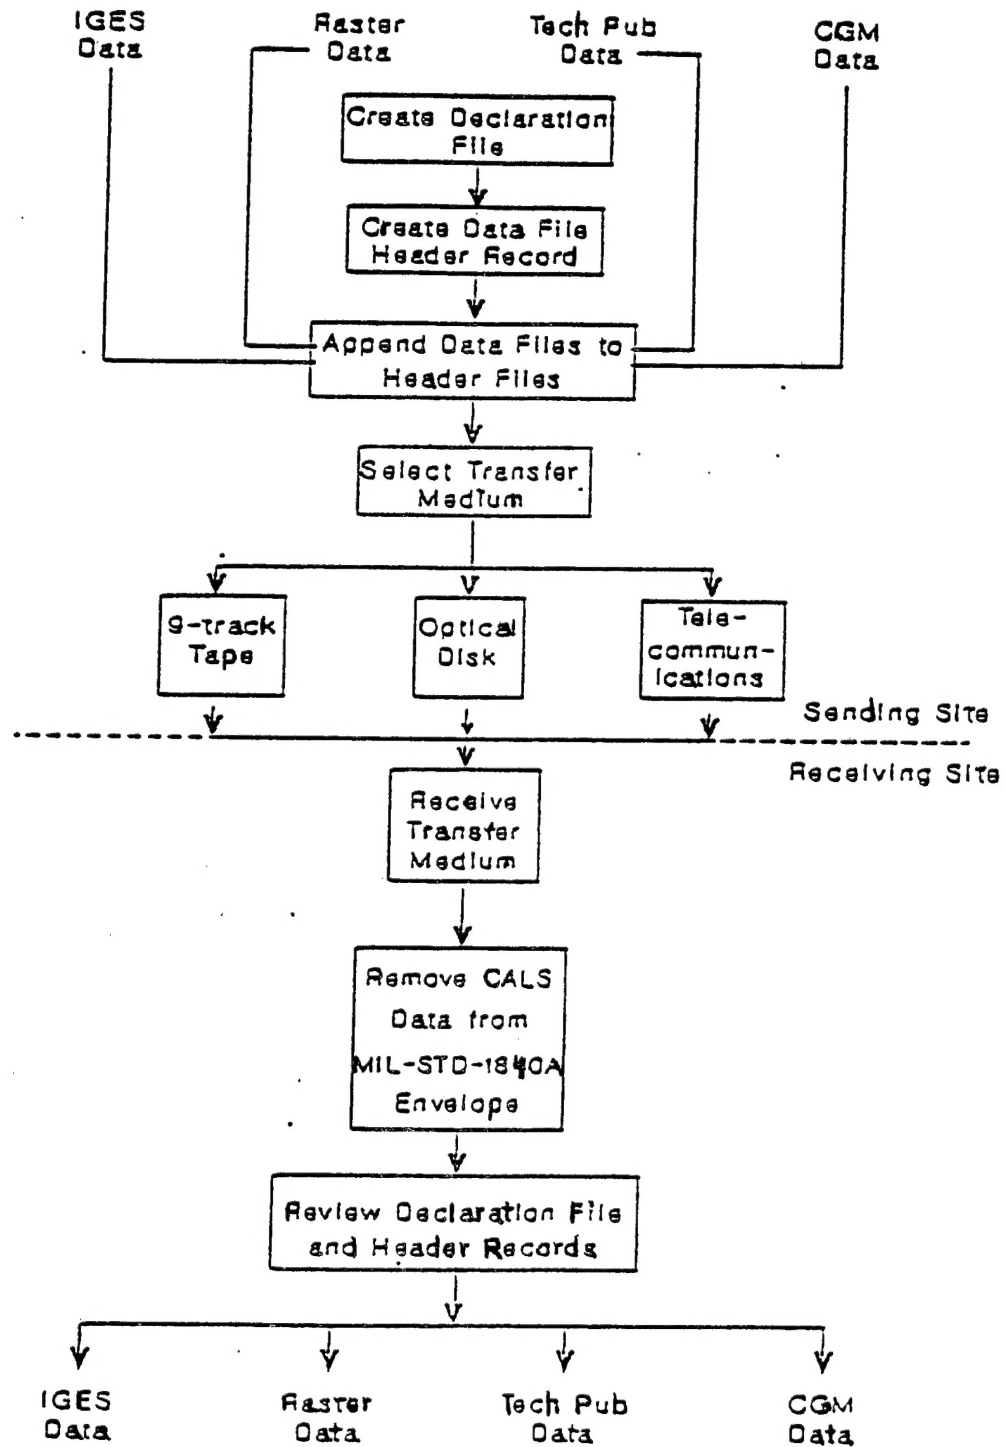 IGES
Data
Raster
Data
Tech Pub
Data
CGM
Data
Create Declaration
File
Create Data File
Header Record
Append Data Files to
Header Files
Select Transfer
Medium
9-track
Tape
Optical
Disk
Tele-
commun-
ications
Sending Site
Receiving Site
Receive
Transfer
Medium
Remove CALS
Data from
MIL-STD-1840A
Envelope
Review Declaration File
and Header Records
IGES
Data
Raster
Data
Tech Pub
Data
CGM
Data